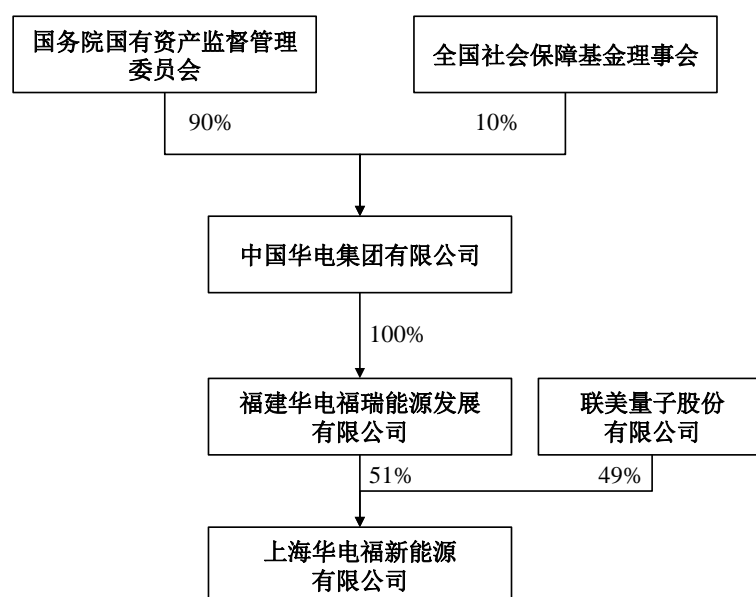 国务院国有资产监督管理
委员会
全国社会保障基金理事会
90%
10%
中国华电集团有限公司
100%
福建华电福瑞能源发展
有限公司
联美量子股份
有限公司
51%
49%
上海华电福新能源
有限公司